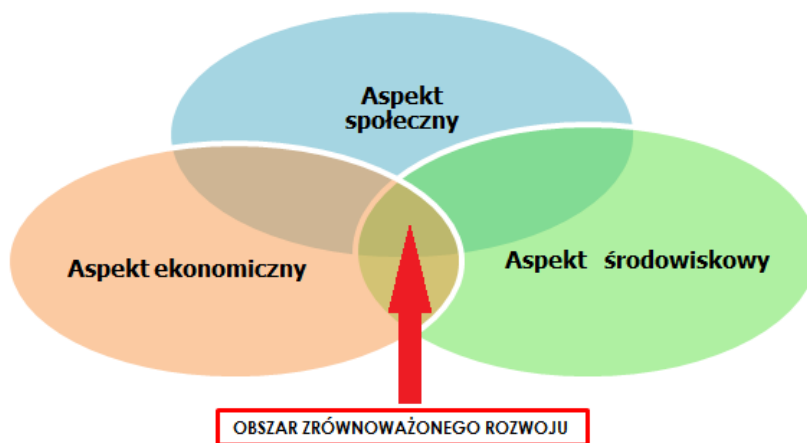 Aspekt
społeczny
Aspekt ekonomiczny
Aspekt środowiskowy
OBSZAR ZRÓWNOWAŻONEGO ROZWOJU